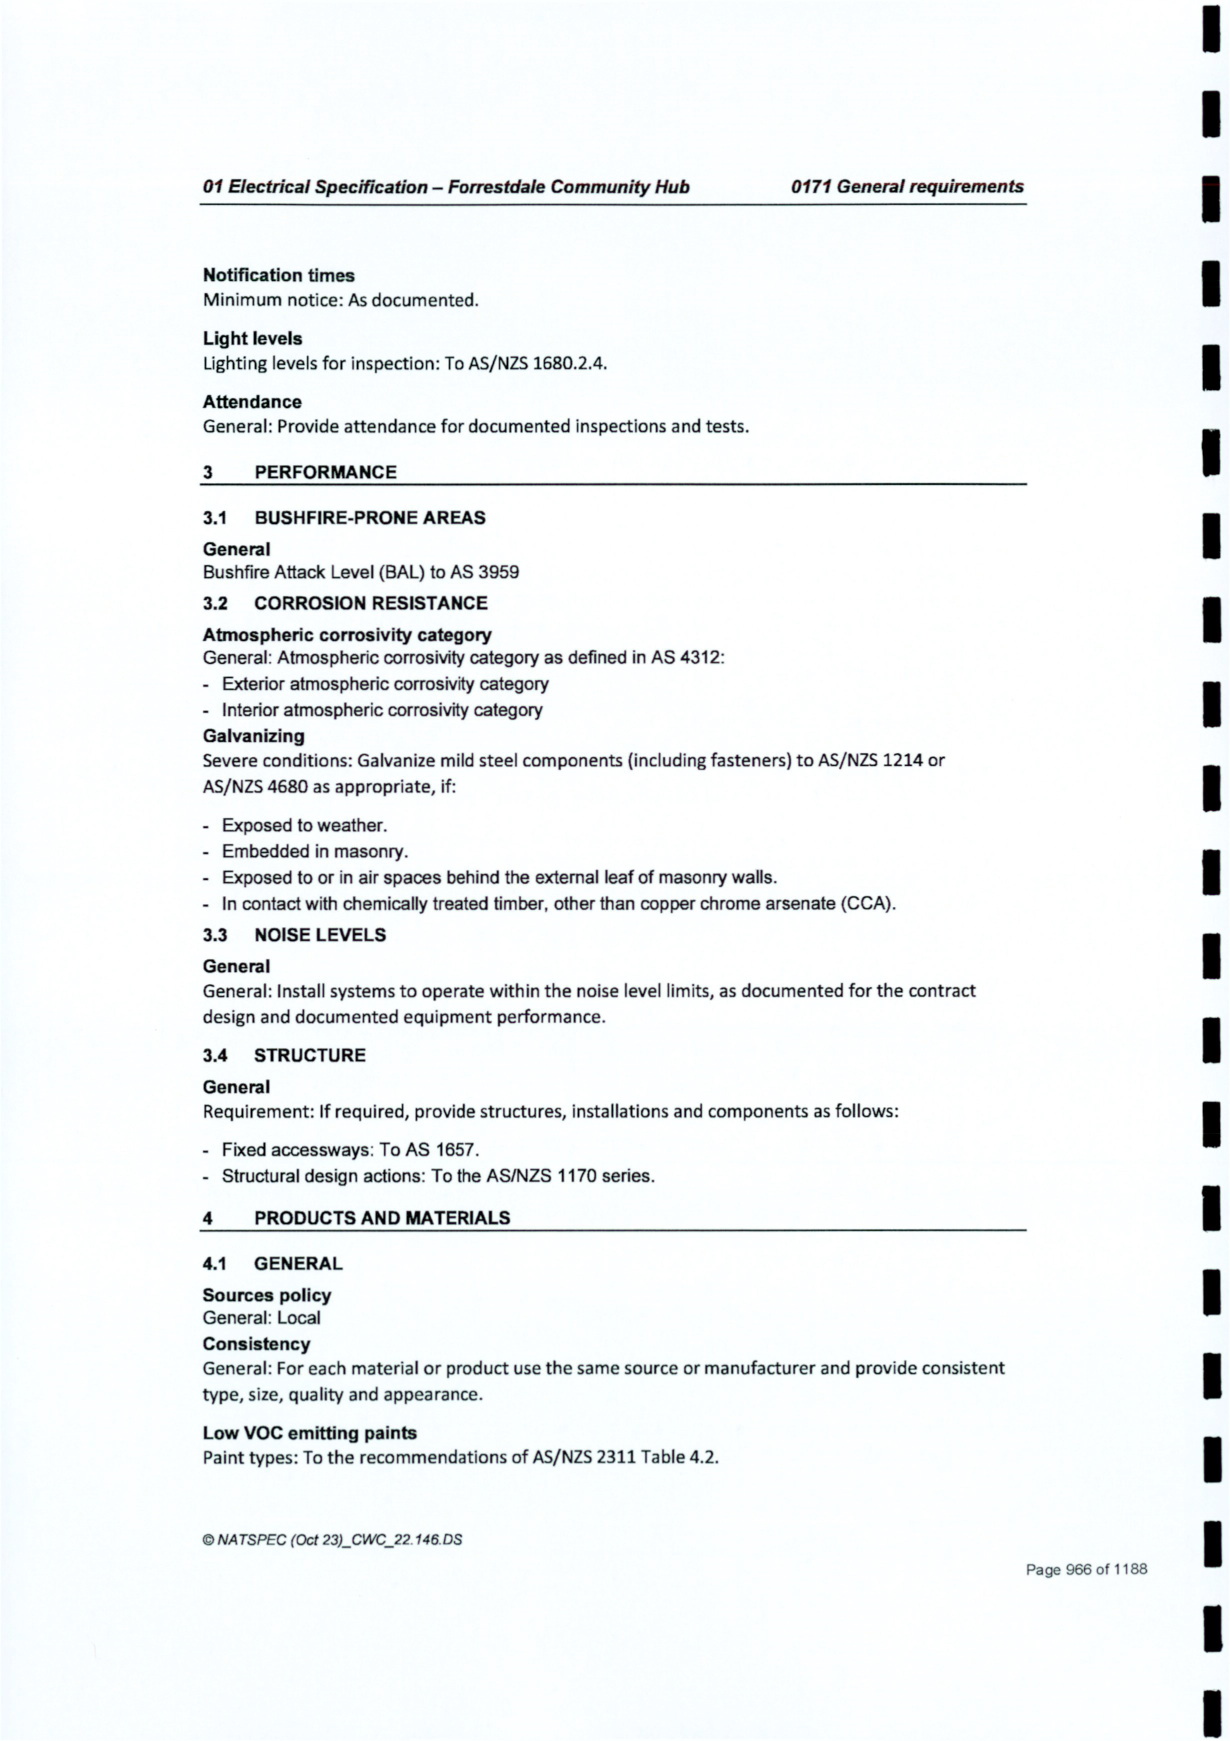 01 Electrical Specification – Forrestdale Community Hub 0171 General requirements
Notification times
Minimum notice: As documented.
Light levels
Lighting levels for inspection: To AS/NZS 1680.2.4.
Attendance
General: Provide attendance for documented inspections and tests.
3 PERFORMANCE
3.1 BUSHFIRE-PRONE AREAS
General
Bushfire Attack Level (BAL) to AS 3959
3.2 CORROSION RESISTANCE
Atmospheric corrosivity category
General: Atmospheric corrosivity category as defined in AS 4312:
- Exterior atmospheric corrosivity category
- Interior atmospheric corrosivity category
Galvanizing
Severe conditions: Galvanize mild steel components (including fasteners) to AS/NZS 1214 or
AS/NZS 4680 as appropriate, if:
- Exposed to weather.
- Embedded in masonry.
- Exposed to or in air spaces behind the external leaf of masonry walls.
- In contact with chemically treated timber, other than copper chrome arsenate (CCA).
3.3 NOISE LEVELS
General
General: Install systems to operate within the noise level limits, as documented for the contract
design and documented equipment performance.
3.4 STRUCTURE
General
Requirement: If required, provide structures, installations and components as follows:
- Fixed accessways: To AS 1657.
- Structural design actions: To the AS/NZS 1170 series.
4 PRODUCTS AND MATERIALS
4.1 GENERAL
Sources policy
General: Local
Consistency
General: For each material or product use the same source or manufacturer and provide consistent
type, size, quality and appearance.
Low VOC emitting paints
Paint types: To the recommendations of AS/NZS 2311 Table 4.2.
© NATSPEC (Oct 23)_CWC_22.146.DS
Page 966 of 1188